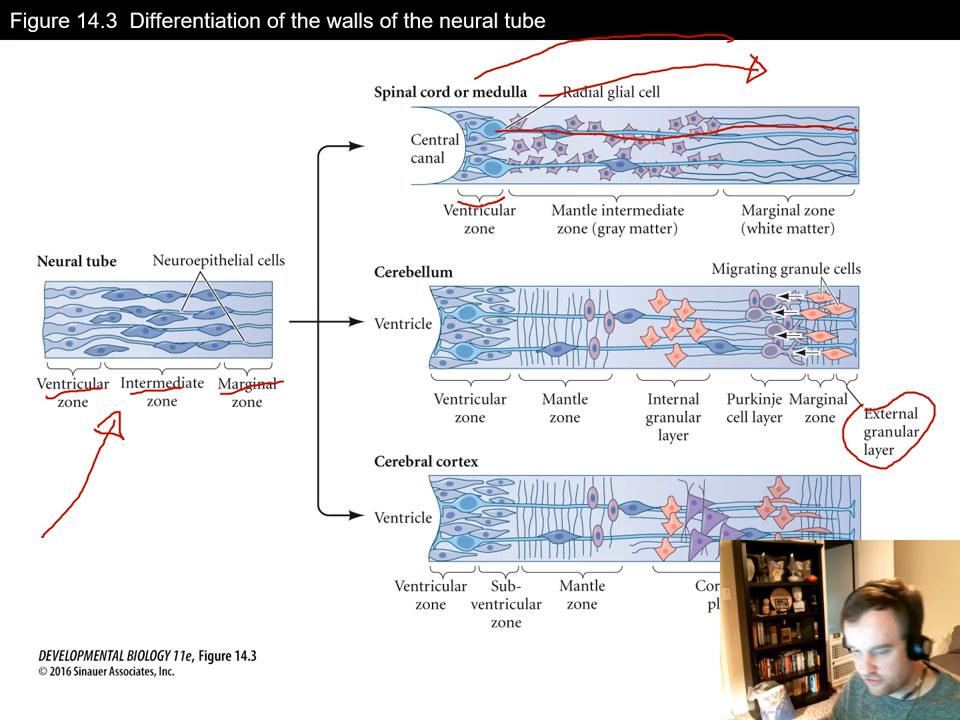 Figure 14.3 Differentiation of the walls of the neural tube
Spinal cord or medulla
Radial glial cell
Central
canal
Ventricular
zone
Mantle intermediate
zone (gray matter)
Marginal zone
(white matter)
Neural tube
Neuroepithelial cells
Ventricular
zone
Intermediate
zone
Marginal
zone
Cerebellum
Migrating granule cells
Ventricle
Ventricular
zone
Mantle
zone
Internal
granular
layer
Purkinje
cell layer
Marginal
zone
External
granular
layer
Cerebral cortex
Ventricle
Ventricular
zone
Sub-
ventricular
zone
Mantle
zone
DEVELOPMENTAL BIOLOGY 11e, Figure 14.3
© 2016 Sinauer Associates, Inc.